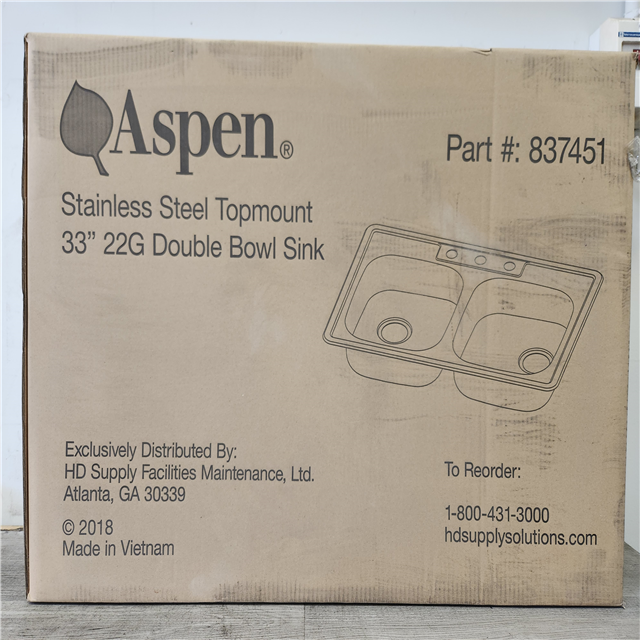 Aspen®
Part #: 837451
Stainless Steel Topmount
33” 22G Double Bowl Sink
Exclusively Distributed By:
HD Supply Facilities Maintenance, Ltd.
Atlanta, GA 30339
© 2018
Made in Vietnam
To Reorder:
1-800-431-3000
hdsupplysolutions.com